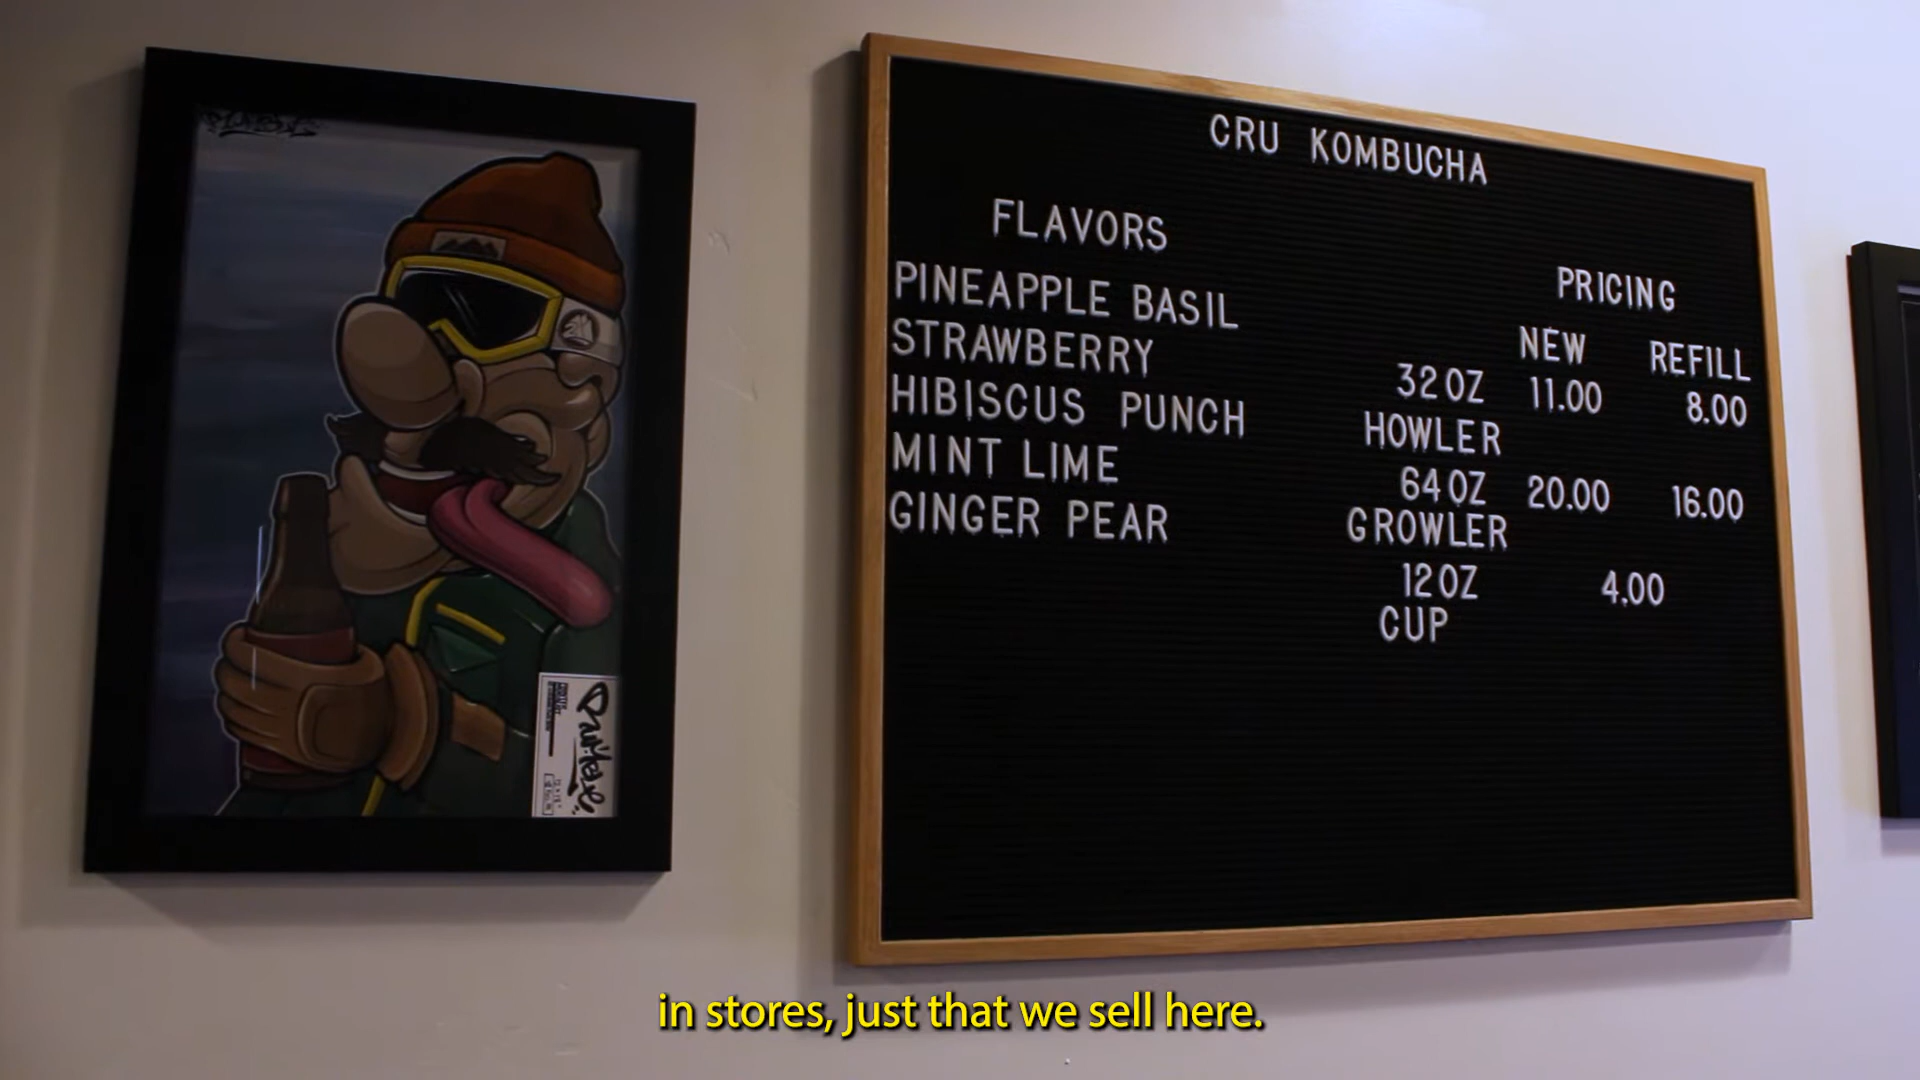 CRU KOMBUCHA
FLAVORS
PINEAPPLE BASIL
STRAWBERRY
HIBISCUS PUNCH
MINT LIME
GINGER PEAR
PRICING
NEW REFILL
32 OZ 11.00 8.00
HOWLER
64 OZ 20.00 16.00
GROWLER
12 OZ 4.00
CUP
in stores, just that we sell here.